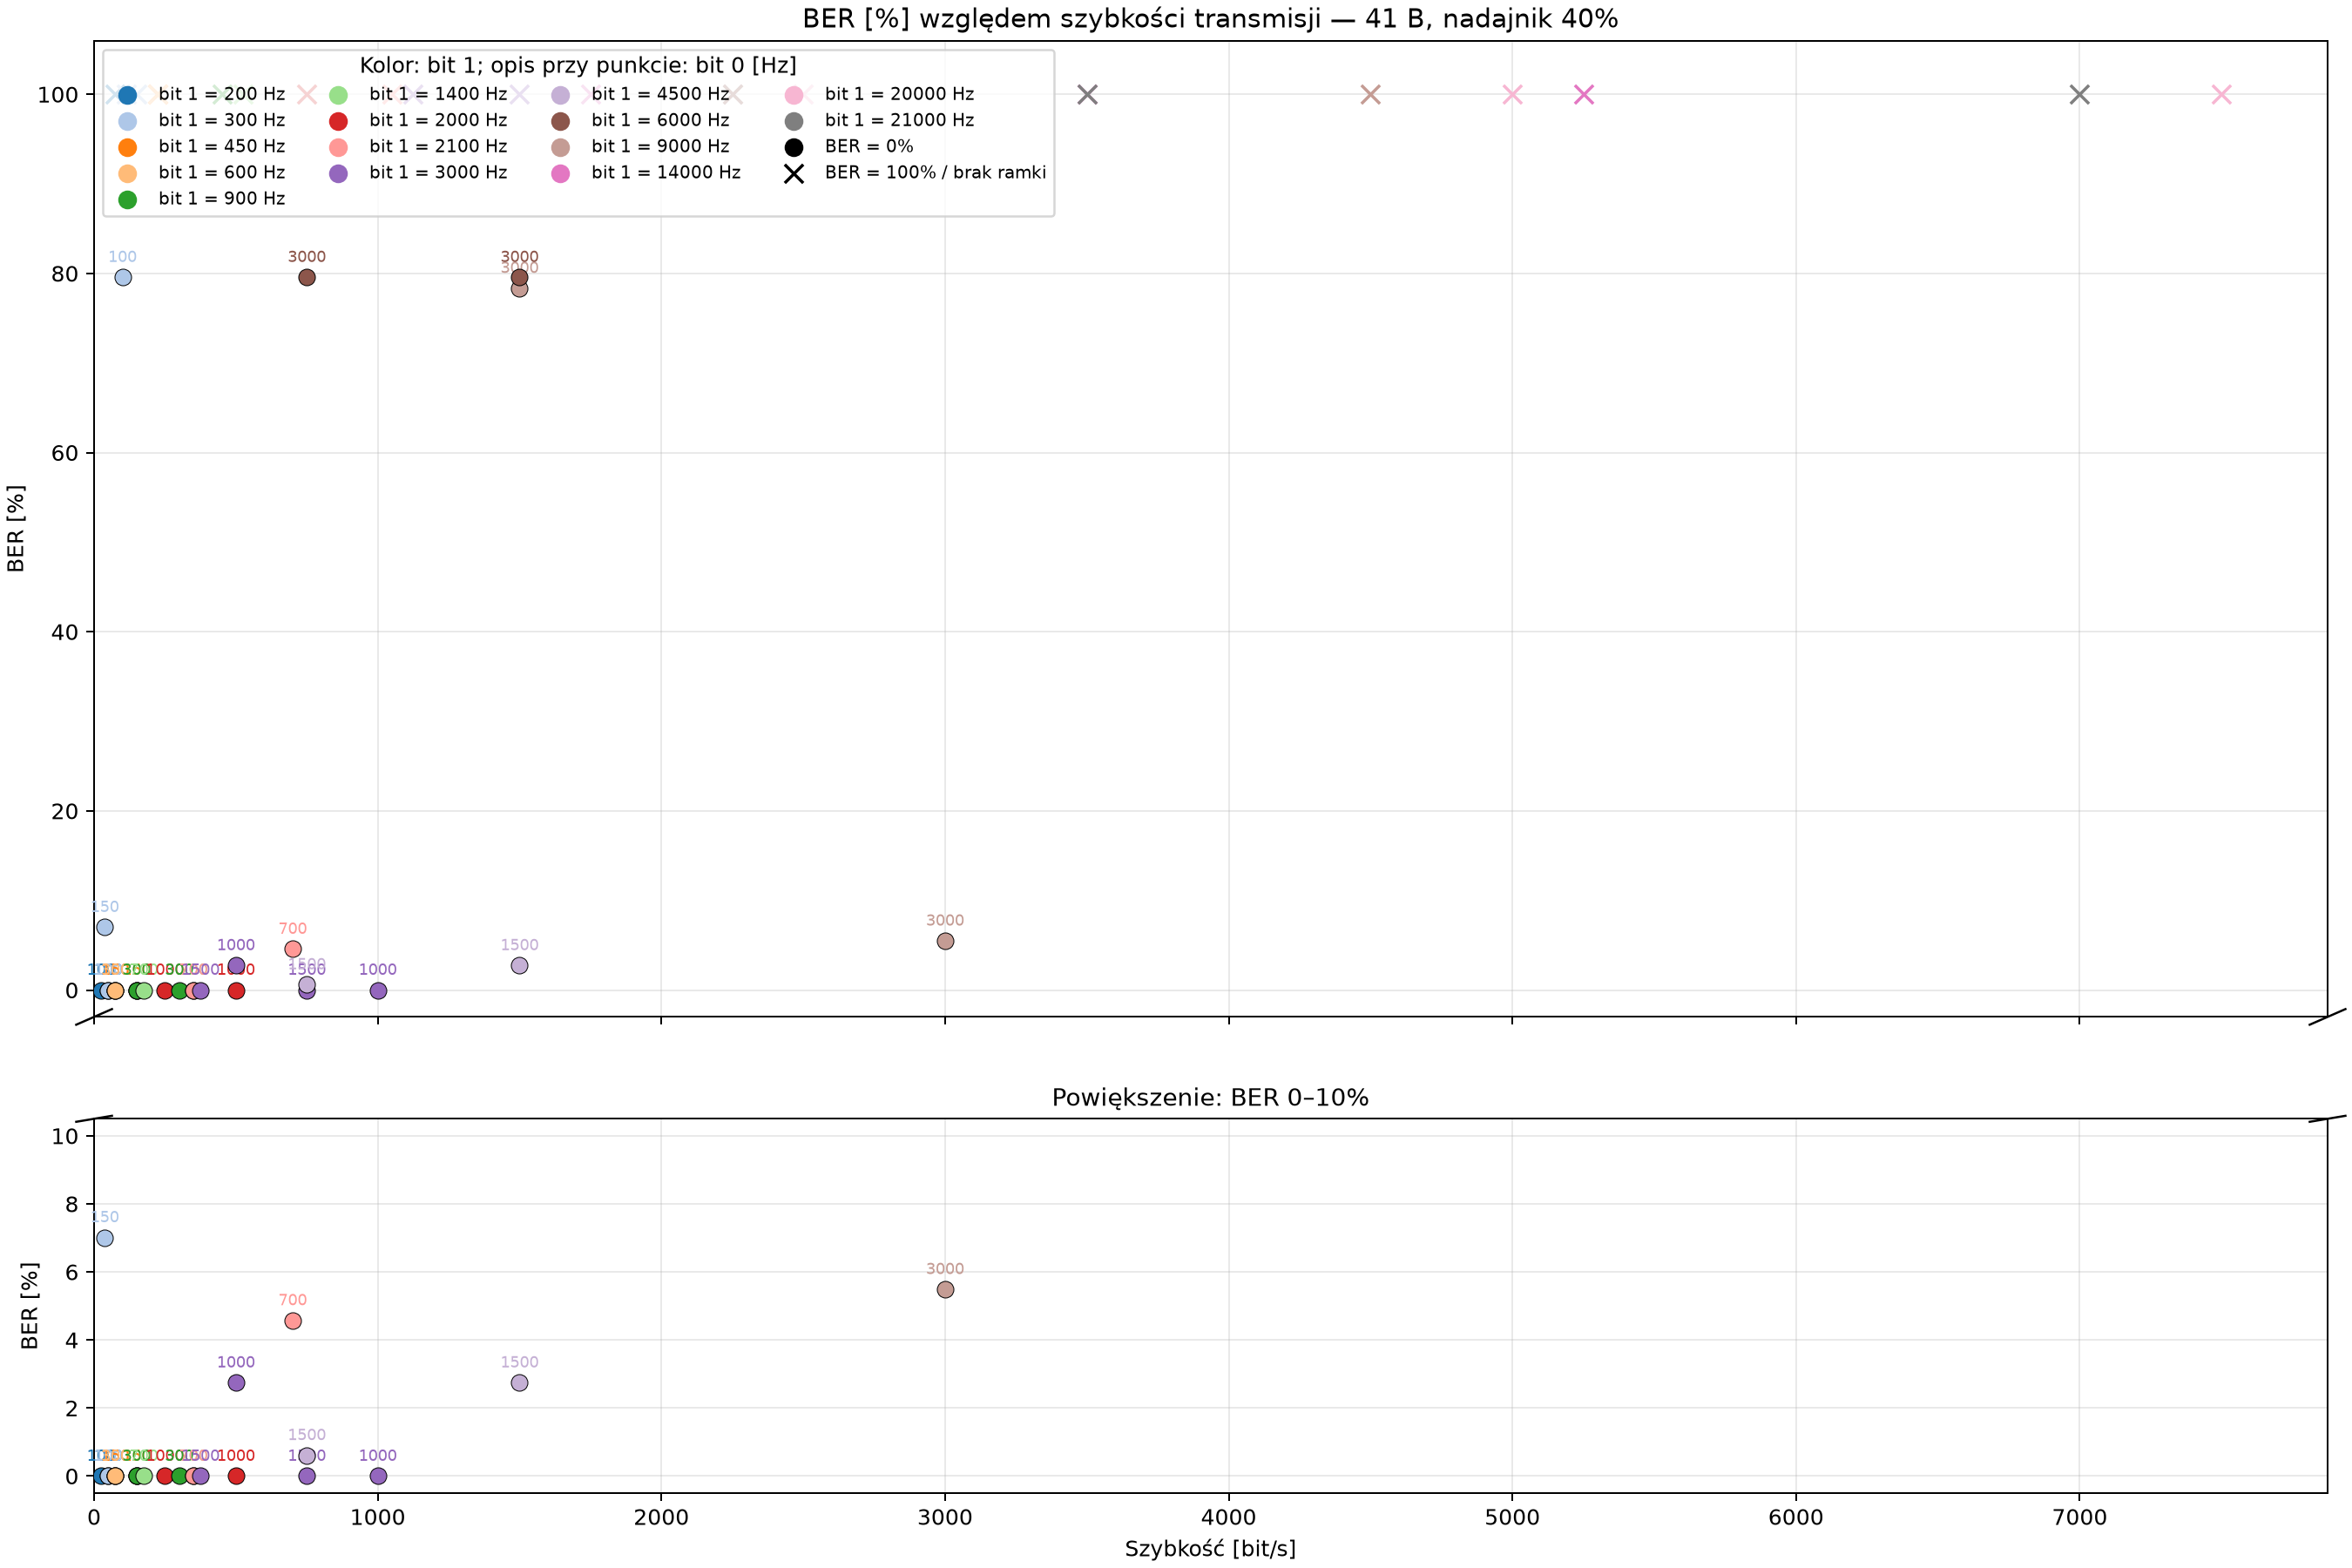 BER [%] względem szybkości transmisji — 41 B, nadajnik 40%
Kolor: bit 1; opis przy punkcie: bit 0 [Hz]
bit 1 = 200 Hz
bit 1 = 300 Hz
bit 1 = 450 Hz
bit 1 = 600 Hz
bit 1 = 900 Hz
bit 1 = 1400 Hz
bit 1 = 2000 Hz
bit 1 = 2100 Hz
bit 1 = 3000 Hz
bit 1 = 4500 Hz
bit 1 = 6000 Hz
bit 1 = 9000 Hz
bit 1 = 14000 Hz
bit 1 = 20000 Hz
bit 1 = 21000 Hz
BER = 0%
BER = 100% / brak ramki
BER [%]
100
80
60
40
20
0
100
3000
3000
3000
150
700
1000
1500
3000
1500
1500
1000
1000
Powiększenie: BER 0–10%
BER [%]
10
8
6
4
2
0
150
3000
700
1000
1500
1500
1000
1000
0
1000
2000
3000
4000
5000
6000
7000
Szybkość [bit/s]